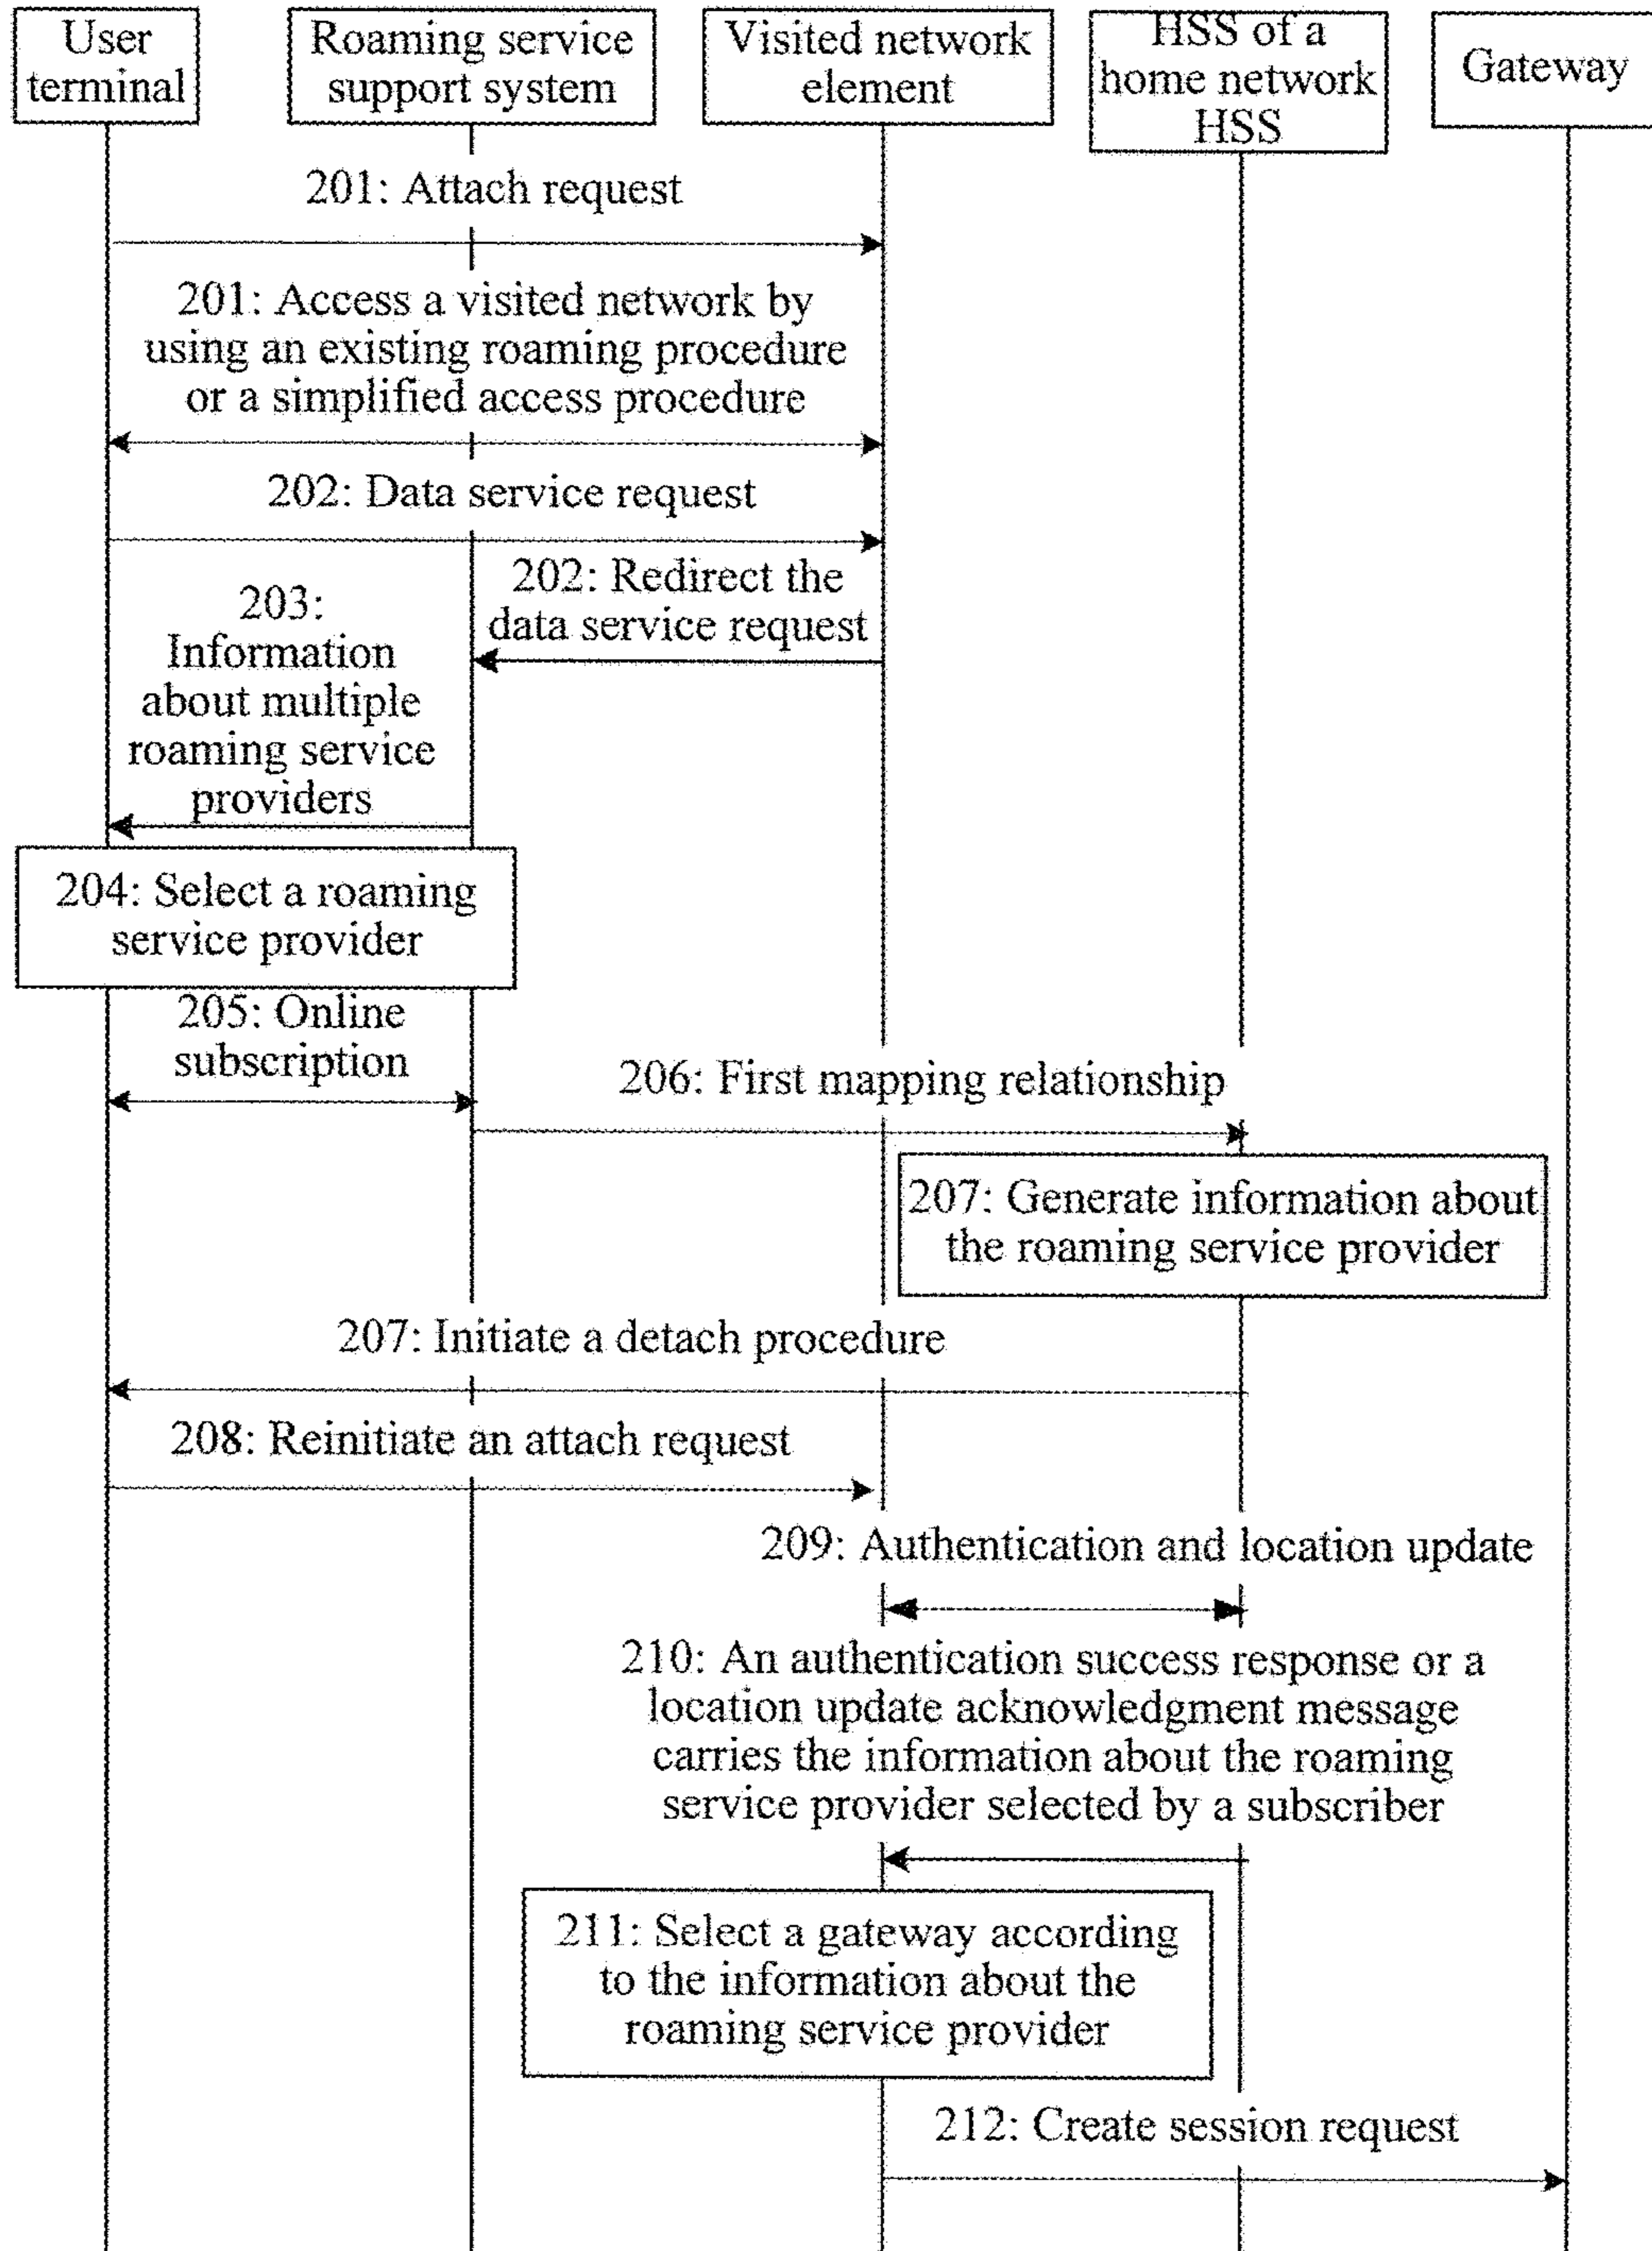 User
terminal
Roaming service
support system
Visited network
element
HSS of a
home network
HSS
Gateway
201: Attach request
201: Access a visited network by
using an existing roaming procedure
or a simplified access procedure
202: Data service request
202: Redirect the
data service request
203:
Information
about multiple
roaming service
providers
204: Select a roaming
service provider
205: Online
subscription
206: First mapping relationship
207: Generate information about
the roaming service provider
207: Initiate a detach procedure
208: Reinitiate an attach request
209: Authentication and location update
210: An authentication success response or a
location update acknowledgment message
carries the information about the roaming
service provider selected by a subscriber
211: Select a gateway according
to the information about the
roaming service provider
212: Create session request